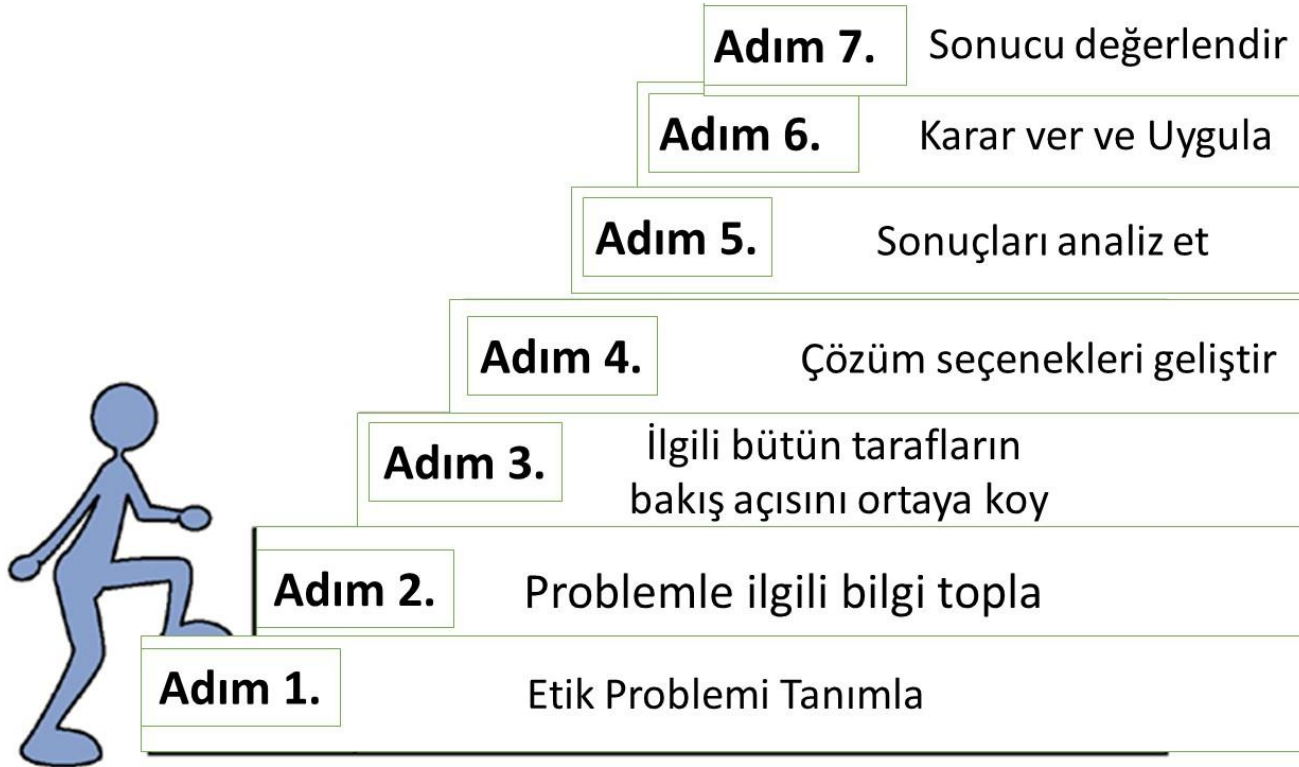 Adım 7. Sonucu değerlendir
Adım 6. Karar ver ve Uygula
Adım 5. Sonuçları analiz et
Adım 4. Çözüm seçenekleri geliştir
Adım 3. İlgili bütün tarafların
bakış açısını ortaya koy
Adım 2. Problemle ilgili bilgi topla
Adım 1. Etik Problemi Tanımla